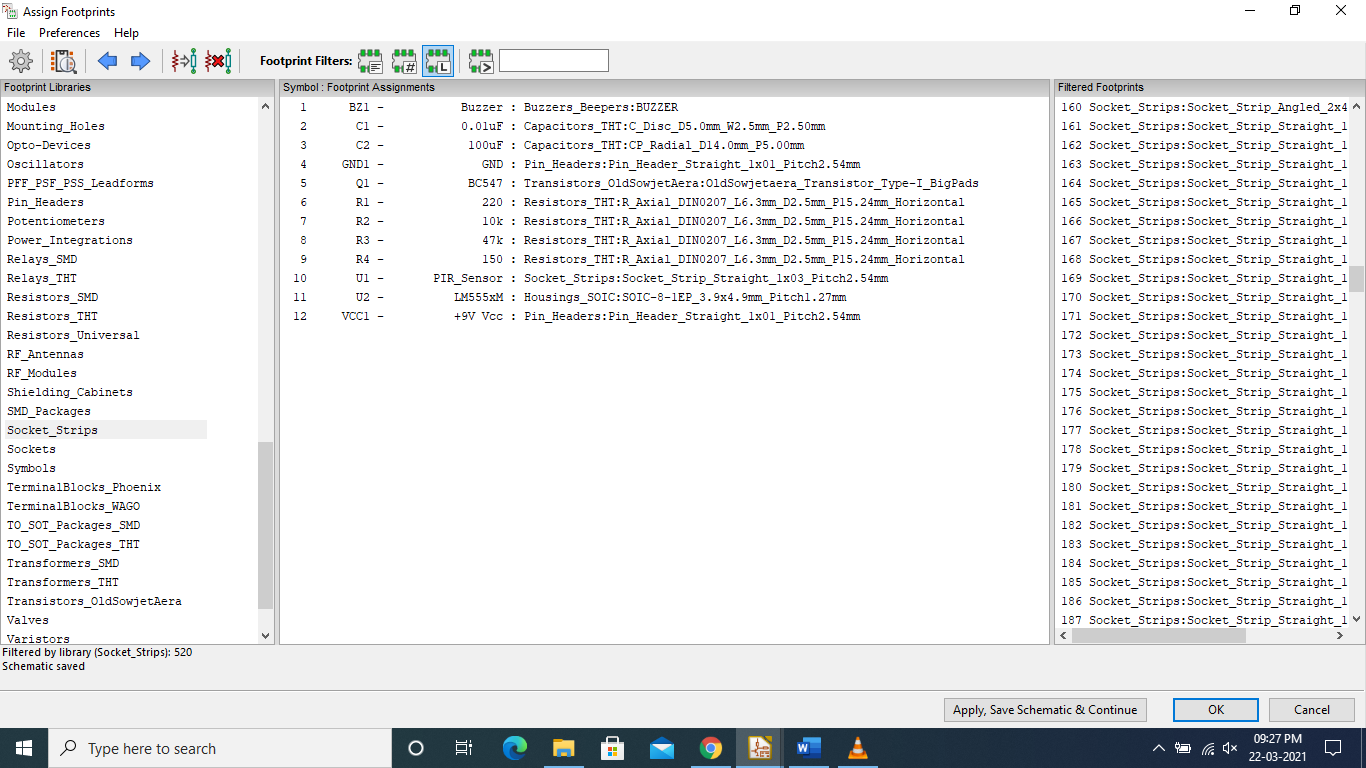 Assign Footprints
File Preferences Help
Footprint Filters:
Footprint Libraries
Modules
Mounting_Holes
Opto-Devices
Oscillators
PFF_PSF_PSS_Leadforms
Pin_Headers
Potentiometers
Power_Integrations
Relays_SMD
Relays_THT
Resistors_SMD
Resistors_THT
Resistors_Universal
RF_Antennas
RF_Modules
Shielding_Cabinets
SMD_Packages
Socket_Strips
Sockets
Symbols
TerminalBlocks_Phoenix
TerminalBlocks_WAGO
TO_SOT_Packages_SMD
TO_SOT_Packages_THT
Transformers_SMD
Transformers_THT
Transistors_OldSowjetAera
Valves
Varistors
Symbol : Footprint Assignments
1 BZ1 - Buzzer : Buzzers_Beepers:BUZZER
2 C1 - 0.01uF : Capacitors_THT:C_Disc_D5.0mm_W2.5mm_P2.50mm
3 C2 - 100uF : Capacitors_THT:CP_Radial_D14.0mm_P5.00mm
4 GND1 - GND : Pin_Headers:Pin_Header_Straight_1x01_Pitch2.54mm
5 Q1 - BC547 : Transistors_OldSowjetAera:OldSowjetaera_Transistor_Type-I_BigPads
6 R1 - 220 : Resistors_THT:R_Axial_DIN0207_L6.3mm_D2.5mm_P15.24mm_Horizontal
7 R2 - 10k : Resistors_THT:R_Axial_DIN0207_L6.3mm_D2.5mm_P15.24mm_Horizontal
8 R3 - 47k : Resistors_THT:R_Axial_DIN0207_L6.3mm_D2.5mm_P15.24mm_Horizontal
9 R4 - 150 : Resistors_THT:R_Axial_DIN0207_L6.3mm_D2.5mm_P15.24mm_Horizontal
10 U1 - PIR_Sensor : Socket_Strips:Socket_Strip_Straight_1x03_Pitch2.54mm
11 U2 - LM555xM : Housings_SOIC:SOIC-8-1EP_3.9x4.9mm_Pitch1.27mm
12 VCC1 - +9V Vcc : Pin_Headers:Pin_Header_Straight_1x01_Pitch2.54mm
Filtered Footprints
160 Socket_Strips:Socket_Strip_Angled_2x4
161 Socket_Strips:Socket_Strip_Straight_1
162 Socket_Strips:Socket_Strip_Straight_1
163 Socket_Strips:Socket_Strip_Straight_1
164 Socket_Strips:Socket_Strip_Straight_1
165 Socket_Strips:Socket_Strip_Straight_1
166 Socket_Strips:Socket_Strip_Straight_1
167 Socket_Strips:Socket_Strip_Straight_1
168 Socket_Strips:Socket_Strip_Straight_1
169 Socket_Strips:Socket_Strip_Straight_1
170 Socket_Strips:Socket_Strip_Straight_1
171 Socket_Strips:Socket_Strip_Straight_1
172 Socket_Strips:Socket_Strip_Straight_1
173 Socket_Strips:Socket_Strip_Straight_1
174 Socket_Strips:Socket_Strip_Straight_1
175 Socket_Strips:Socket_Strip_Straight_1
176 Socket_Strips:Socket_Strip_Straight_1
177 Socket_Strips:Socket_Strip_Straight_1
178 Socket_Strips:Socket_Strip_Straight_1
179 Socket_Strips:Socket_Strip_Straight_1
180 Socket_Strips:Socket_Strip_Straight_1
181 Socket_Strips:Socket_Strip_Straight_1
182 Socket_Strips:Socket_Strip_Straight_1
183 Socket_Strips:Socket_Strip_Straight_1
184 Socket_Strips:Socket_Strip_Straight_1
185 Socket_Strips:Socket_Strip_Straight_1
186 Socket_Strips:Socket_Strip_Straight_1
187 Socket_Strips:Socket_Strip_Straight_1
Filtered by library (Socket_Strips): 520
Schematic saved
Apply, Save Schematic & Continue
OK
Cancel
Type here to search
09:27 PM
22-03-2021